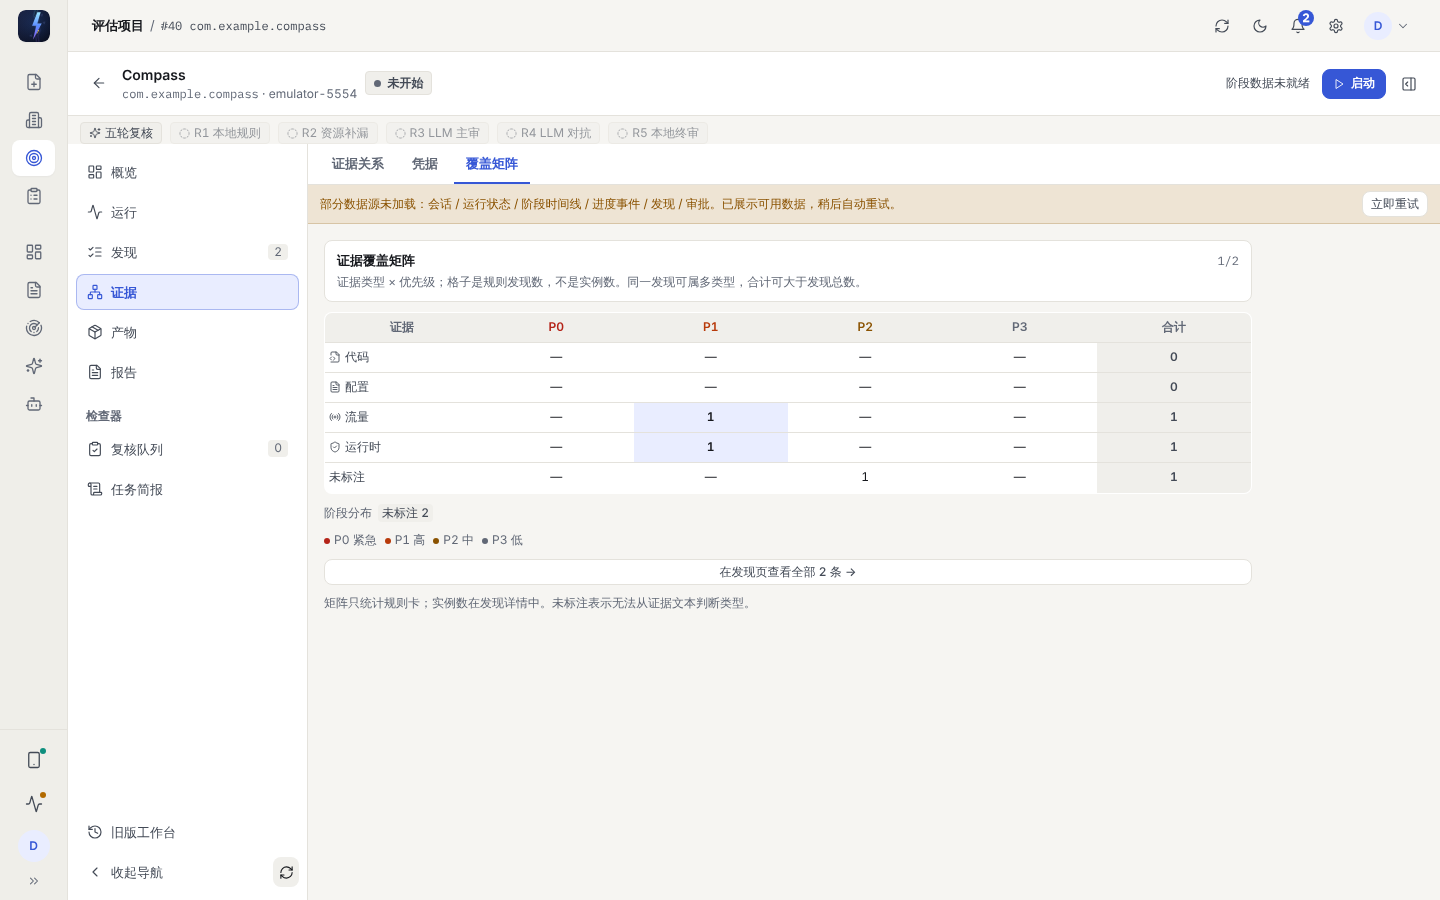 评估项目 / #40 com.example.compass
2
D
Compass
com.example.compass · emulator-5554
未开始
阶段数据未就绪
启动
五轮复核
R1 本地规则
R2 资源补漏
R3 LLM 主审
R4 LLM 对抗
R5 本地终审
概览
运行
发现 2
证据
产物
报告
检查器
复核队列 0
任务简报
旧版工作台
收起导航
D
证据关系
凭据
覆盖矩阵
部分数据源未加载：会话 / 运行状态 / 阶段时间线 / 进度事件 / 发现 / 审批。已展示可用数据，稍后自动重试。
立即重试
证据覆盖矩阵 1/2
证据类型 × 优先级；格子是规则发现数，不是实例数。同一发现可属多类型，合计可大于发现总数。
证据 P0 P1 P2 P3 合计
代码 — — — — 0
配置 — — — — 0
流量 — 1 — — 1
运行时 — 1 — — 1
未标注 — — 1 — 1
阶段分布 未标注 2
P0 紧急 P1 高 P2 中 P3 低
在发现页查看全部 2 条 →
矩阵只统计规则卡；实例数在发现详情中。未标注表示无法从证据文本判断类型。